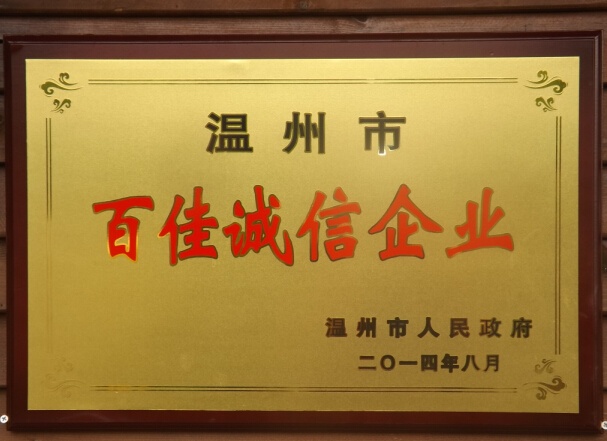 温州市
百佳诚信企业
温州市人民政府
二〇一四年八月